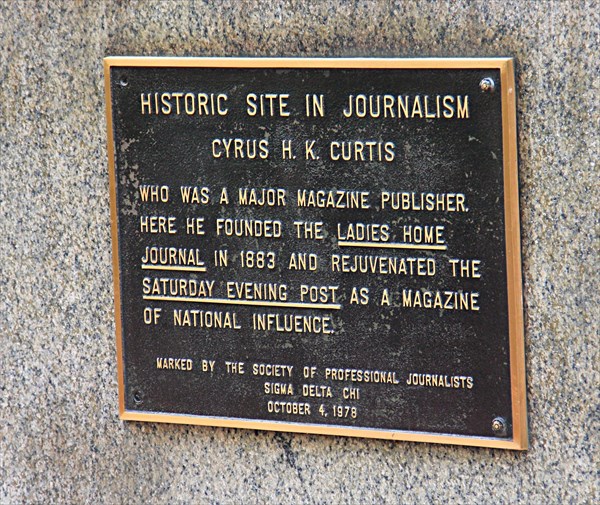 HISTORIC SITE IN JOURNALISM
CYRUS H. K. CURTIS
WHO WAS A MAJOR MAGAZINE PUBLISHER.
HERE HE FOUNDED THE LADIES HOME
JOURNAL IN 1883 AND REJUVENATED THE
SATURDAY EVENING POST AS A MAGAZINE
OF NATIONAL INFLUENCE.
MARKED BY THE SOCIETY OF PROFESSIONAL JOURNALISTS
SIGMA DELTA CHI
OCTOBER 4, 1978